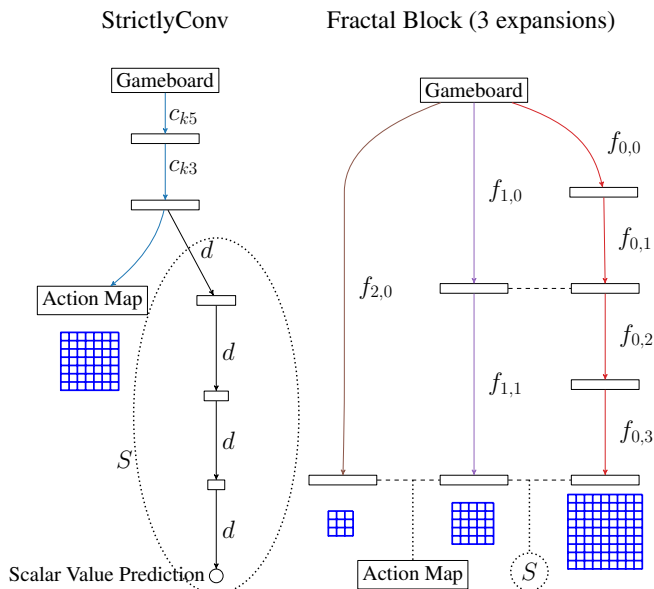 StrictlyConv
Gameboard
c_{k5}
c_{k3}
d
Action Map
d
d
S
d
Scalar Value Prediction
Fractal Block (3 expansions)
Gameboard
f_{0,0}
f_{1,0}
f_{0,1}
f_{2,0}
f_{0,2}
f_{1,1}
f_{0,3}
Action Map
S